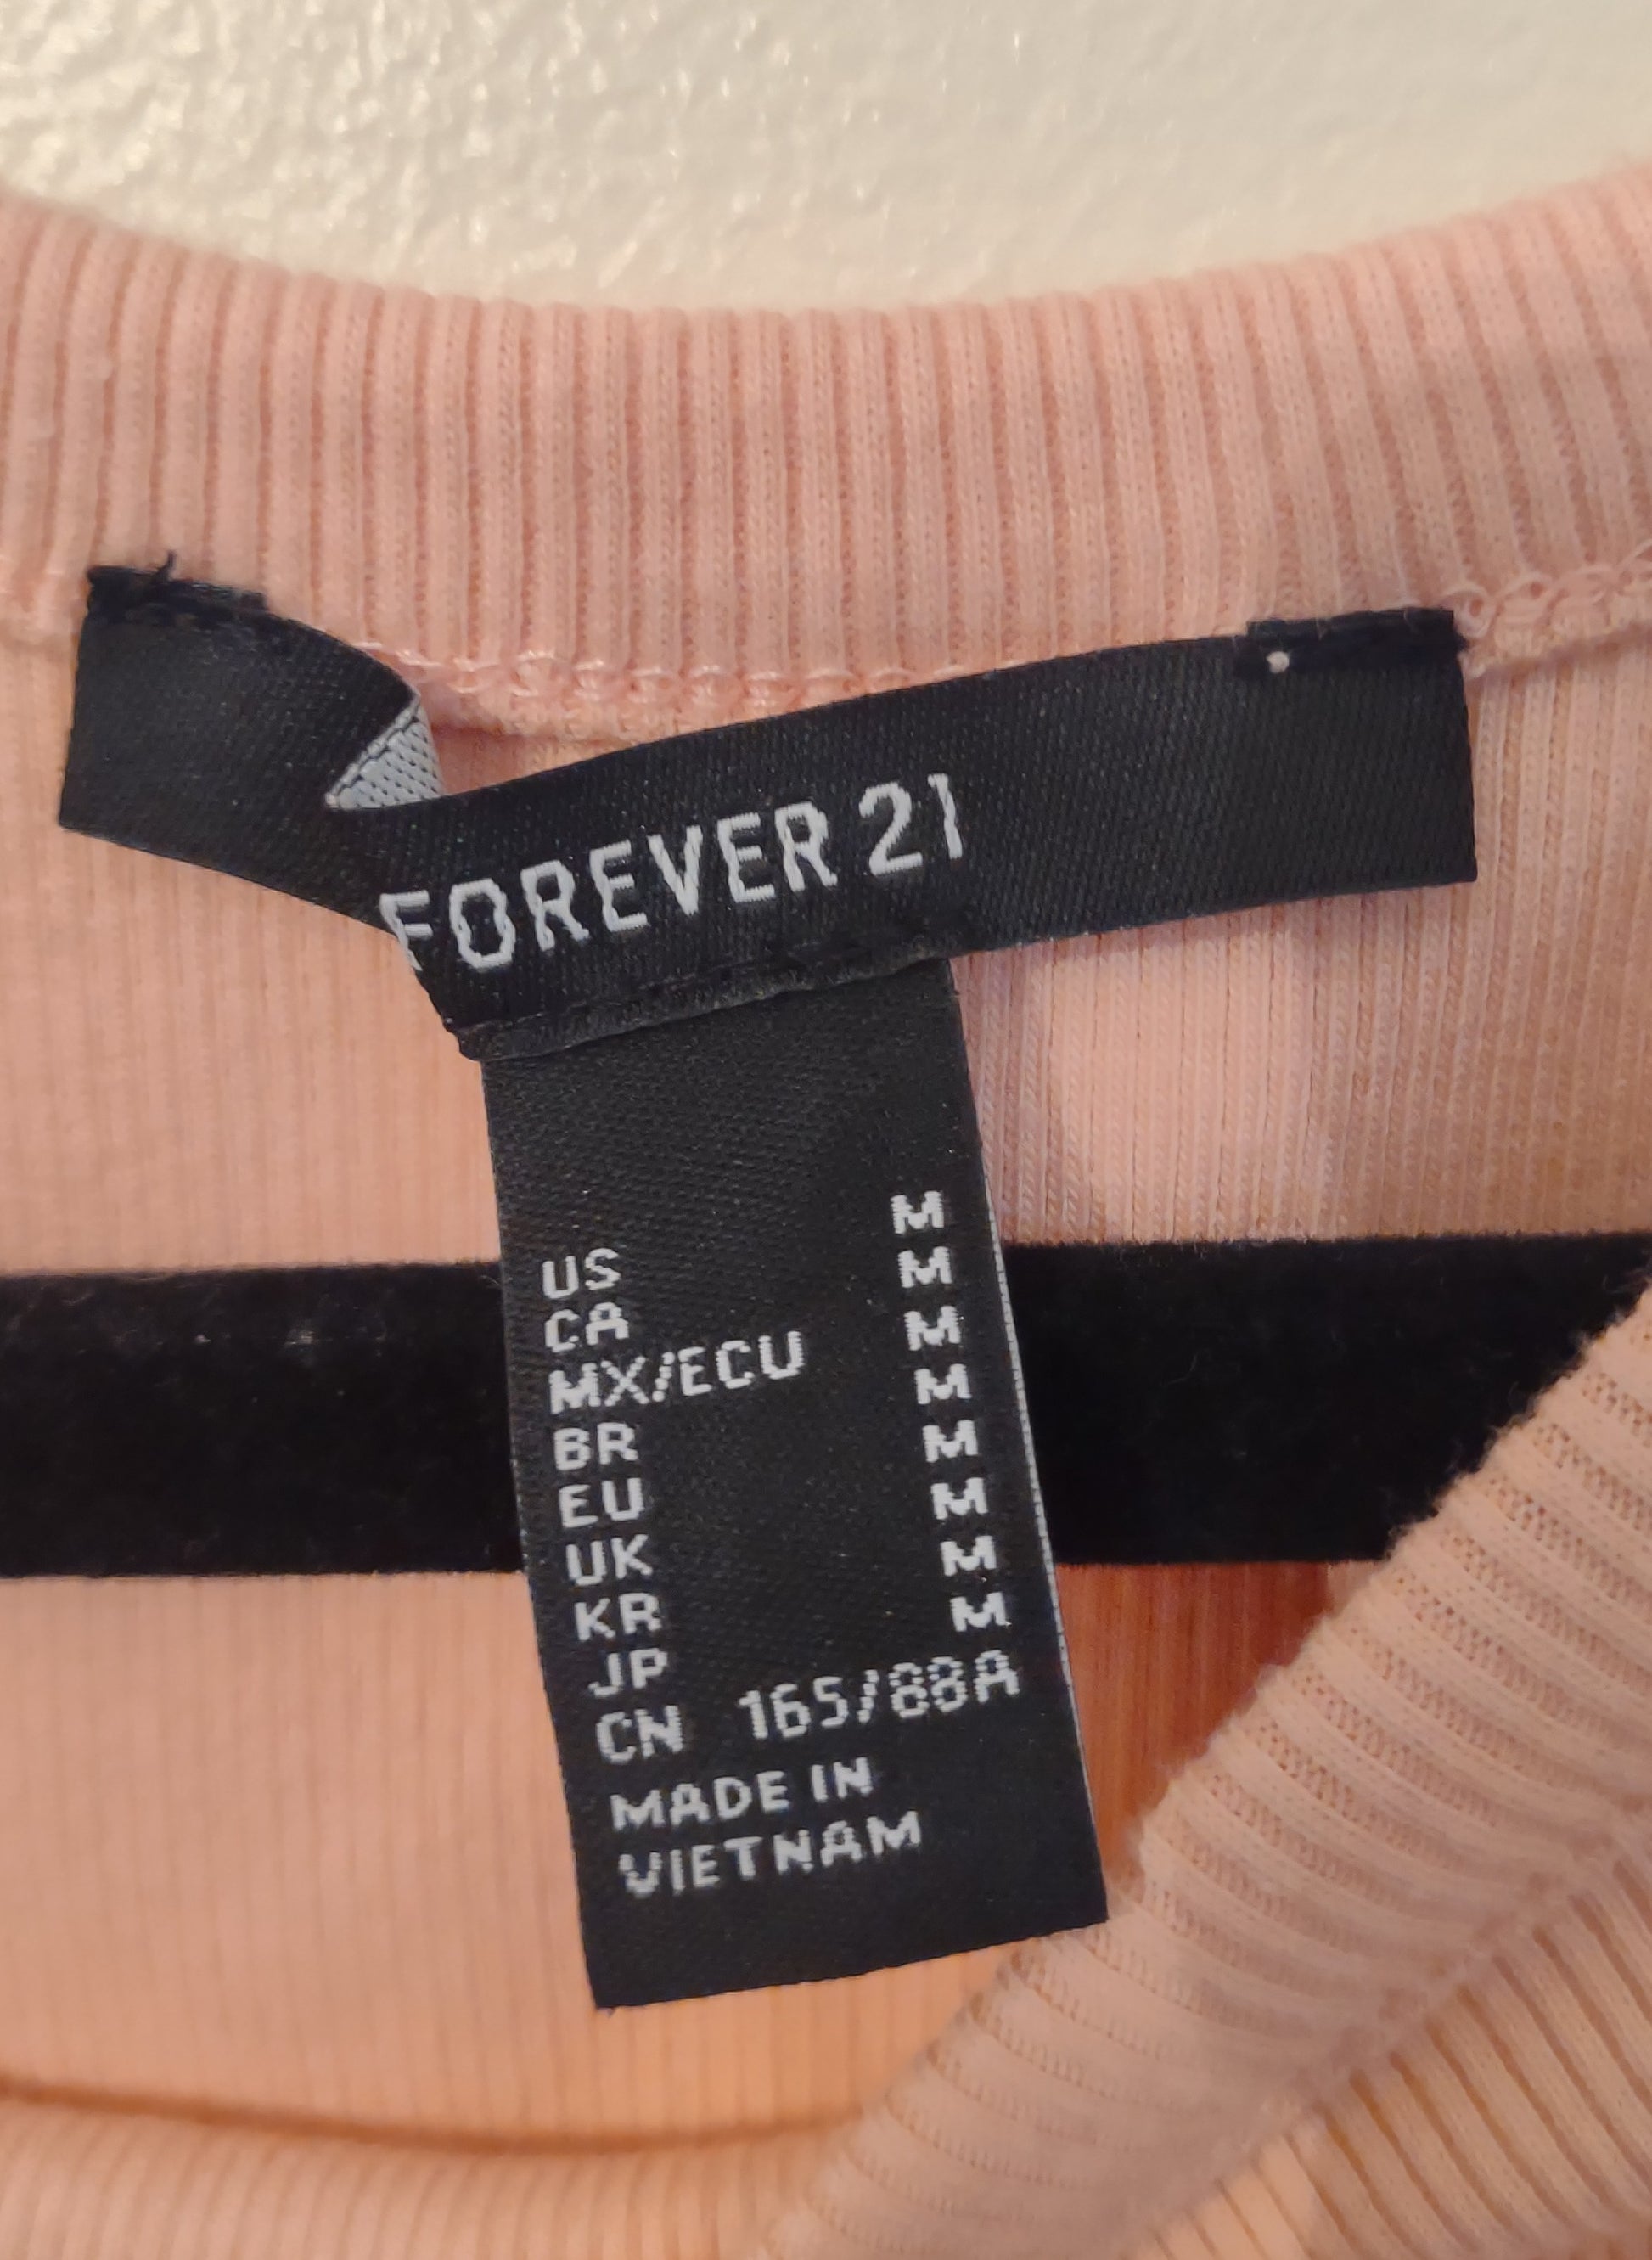 FOREVER 21
US M
CA M
MX/ECU M
BR M
EU M
UK M
KR M
JP M
CN 165/88A
MADE IN
VIETNAM